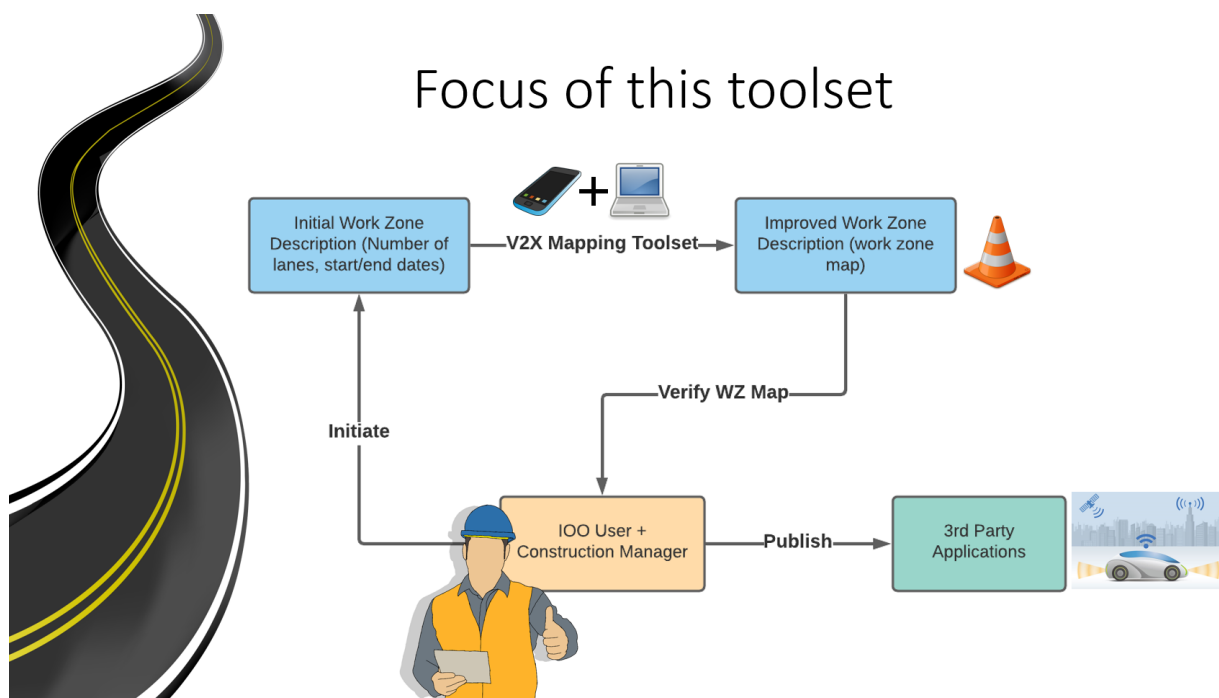 Focus of this toolset
Initial Work Zone
Description (Number of
lanes, start/end dates)
V2X Mapping Toolset
Improved Work Zone
Description (work zone
map)
Verify WZ Map
Initiate
IOO User +
Construction Manager
Publish
3rd Party
Applications